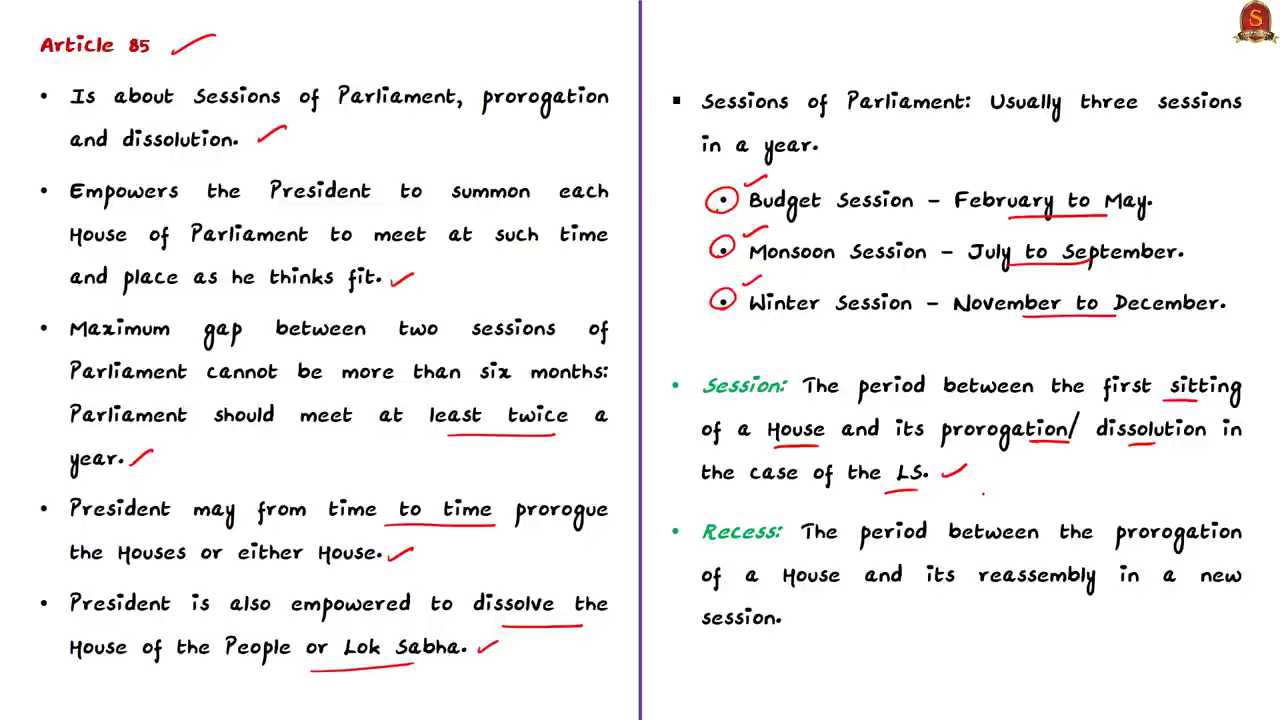 Article 85
• Is about Sessions of Parliament, prorogation
and dissolution.
• Empowers the President to summon each
House of Parliament to meet at such time
and place as he thinks fit.
• Maximum gap between two sessions of
Parliament cannot be more than six months:
Parliament should meet at least twice a
year.
• President may from time to time prorogue
the Houses or either House.
• President is also empowered to dissolve the
House of the People or Lok Sabha.
▪ Sessions of Parliament: Usually three sessions
in a year.
• Budget Session – February to May.
• Monsoon Session – July to September.
• Winter Session – November to December.
• Session: The period between the first sitting
of a House and its prorogation/ dissolution in
the case of the LS.
• Recess: The period between the prorogation
of a House and its reassembly in a new
session.
S